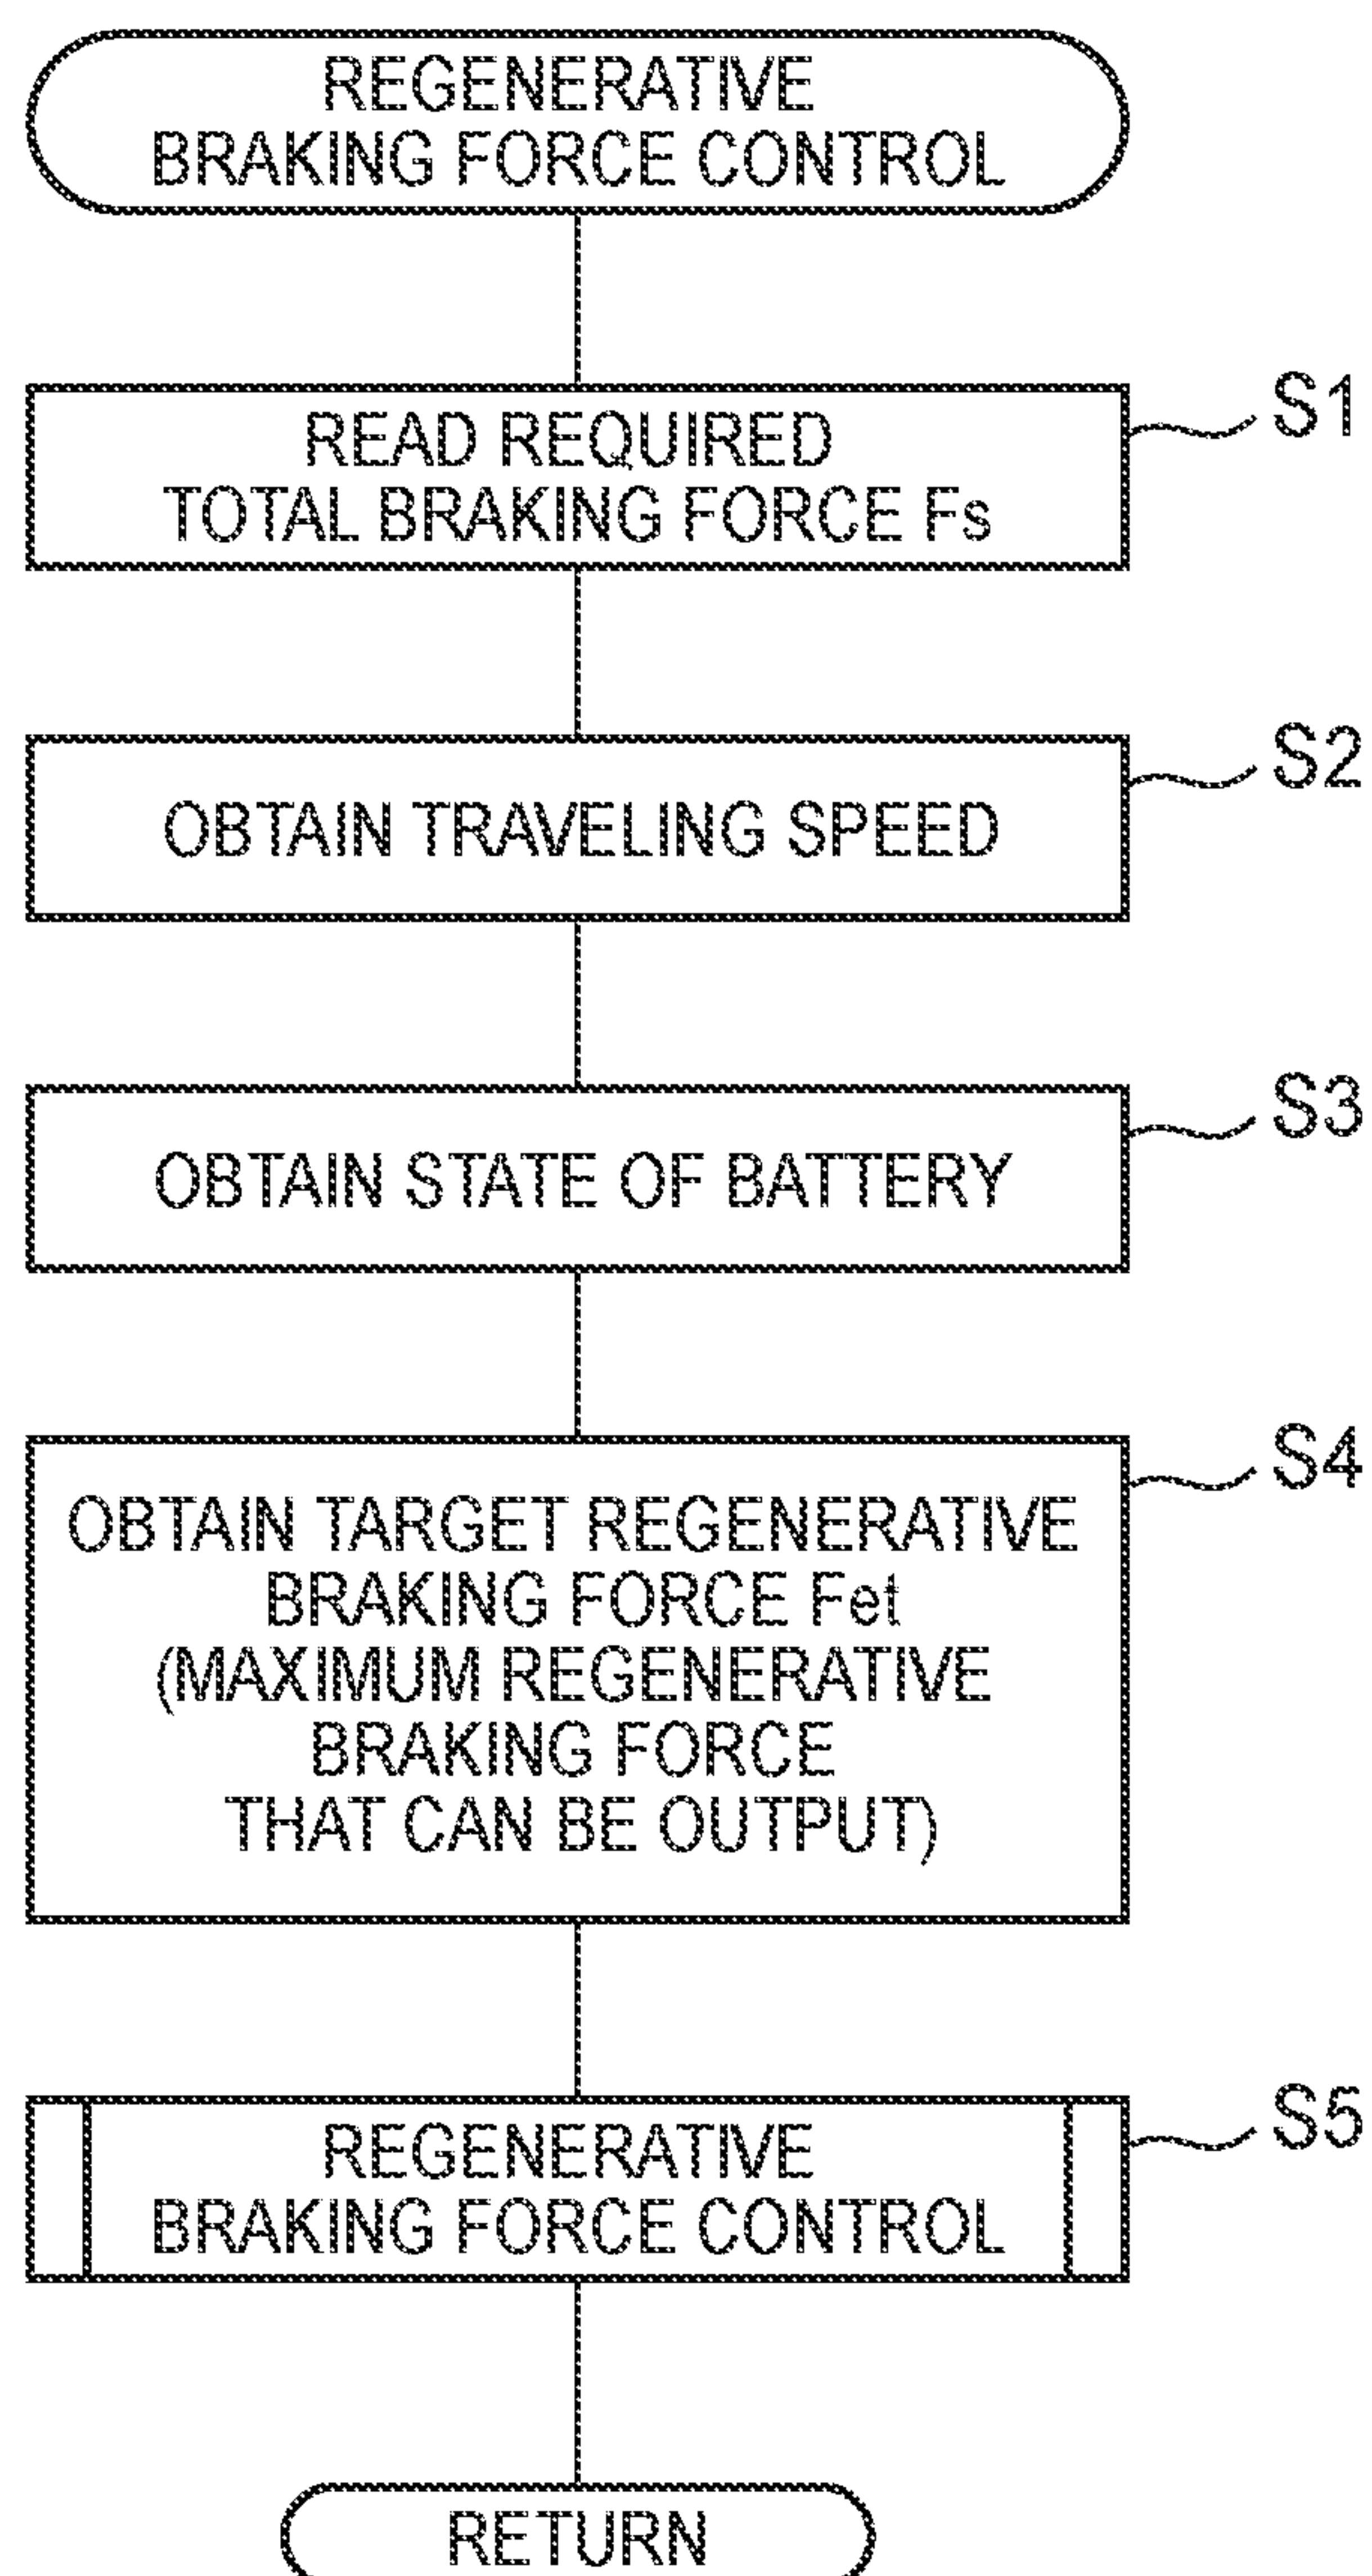 REGENERATIVE
BRAKING FORCE CONTROL
READ REQUIRED
TOTAL BRAKING FORCE Fs
S1
OBTAIN TRAVELING SPEED
S2
OBTAIN STATE OF BATTERY
S3
OBTAIN TARGET REGENERATIVE
BRAKING FORCE Fet
(MAXIMUM REGENERATIVE
BRAKING FORCE
THAT CAN BE OUTPUT)
S4
REGENERATIVE
BRAKING FORCE CONTROL
S5
RETURN